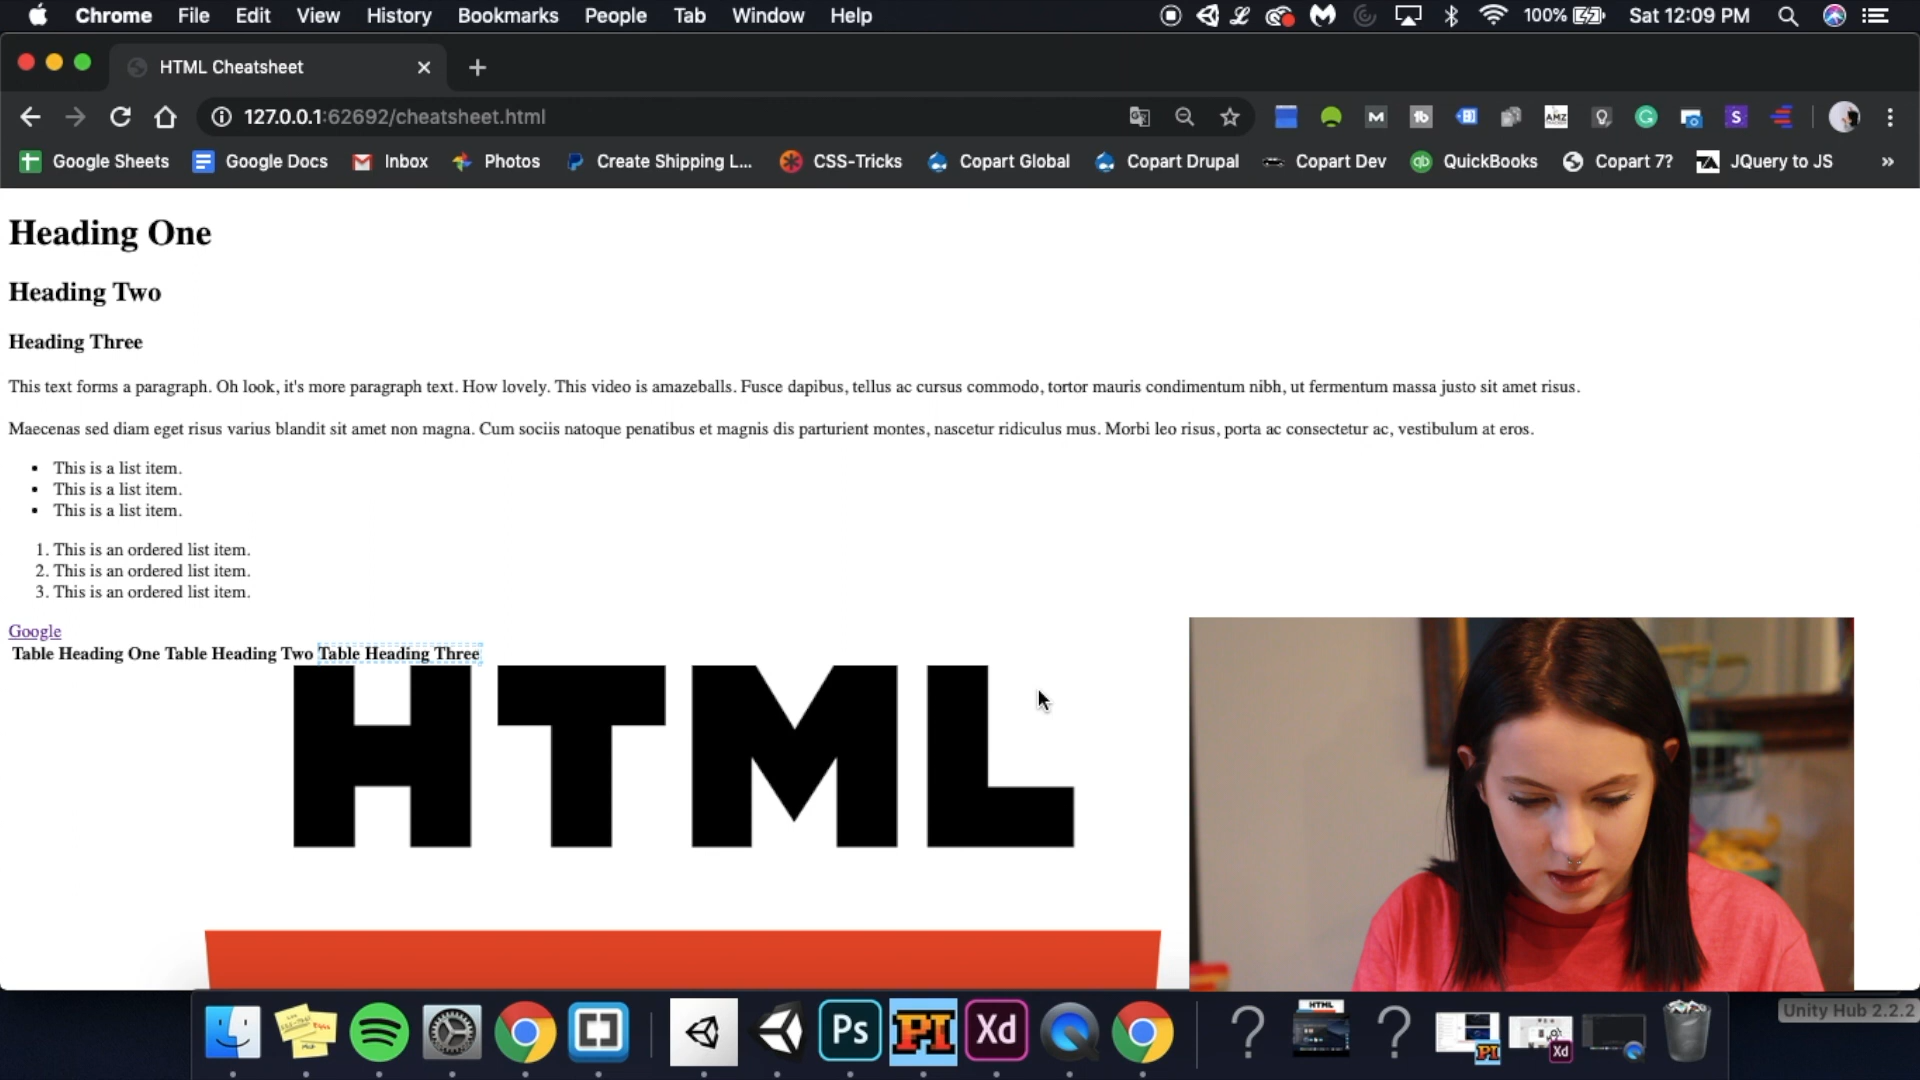 Chrome File Edit View History Bookmarks People Tab Window Help 100% Sat 12:09 PM
HTML Cheatsheet
127.0.0.1:62692/cheatsheet.html
Google Sheets Google Docs Inbox Photos Create Shipping L... CSS-Tricks Copart Global Copart Drupal Copart Dev QuickBooks Copart 7? JQuery to JS »
Heading One
Heading Two
Heading Three
This text forms a paragraph. Oh look, it's more paragraph text. How lovely. This video is amazeballs. Fusce dapibus, tellus ac cursus commodo, tortor mauris condimentum nibh, ut fermentum massa justo sit amet risus.
Maecenas sed diam eget risus varius blandit sit amet non magna. Cum sociis natoque penatibus et magnis dis parturient montes, nascetur ridiculus mus. Morbi leo risus, porta ac consectetur ac, vestibulum at eros.
• This is a list item.
• This is a list item.
• This is a list item.
1. This is an ordered list item.
2. This is an ordered list item.
3. This is an ordered list item.
Google
Table Heading One Table Heading Two Table Heading Three
HTML
Unity Hub 2.2.2
Ps PI Xd